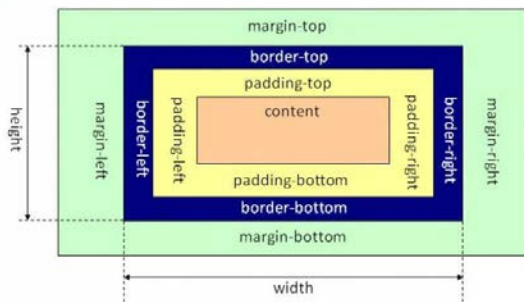 margin-top
border-top
padding-top
content
height
margin-left
border-left
padding-left
padding-right
border-right
margin-right
padding-bottom
border-bottom
margin-bottom
width